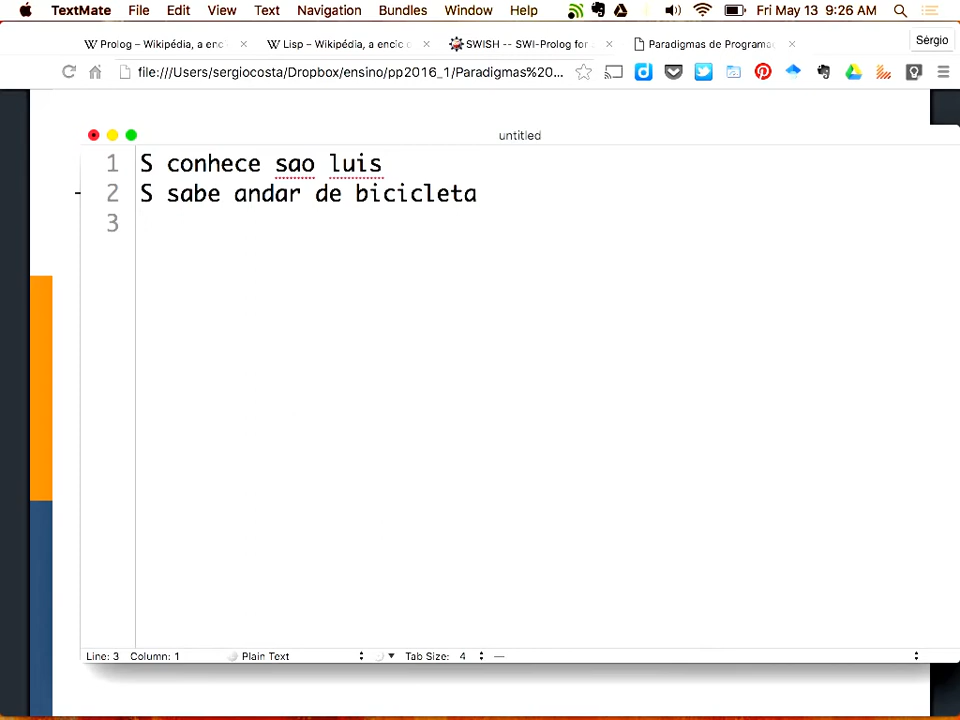 TextMate File Edit View Text Navigation Bundles Window Help Fri May 13 9:26 AM
Prolog – Wikipédia, a enc Lisp – Wikipédia, a encic SWISH -- SWI-Prolog for Paradigmas de Programa Sérgio
file:///Users/sergiocosta/Dropbox/ensino/pp2016_1/Paradigmas%20...
untitled
1 S conhece sao luis
2 S sabe andar de bicicleta
3
Line: 3 Column: 1 Plain Text Tab Size: 4 —